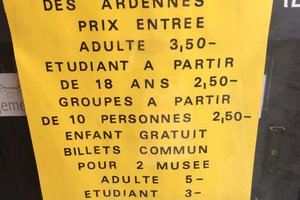 DES ARDENNES
PRIX ENTREE
ADULTE 3,50-
ETUDIANT A PARTIR
DE 18 ANS 2,50-
GROUPES A PARTIR
DE 10 PERSONNES 2,50-
ENFANT GRATUIT
BILLETS COMMUN
POUR 2 MUSEE
ADULTE 5-
ETUDIANT 3-